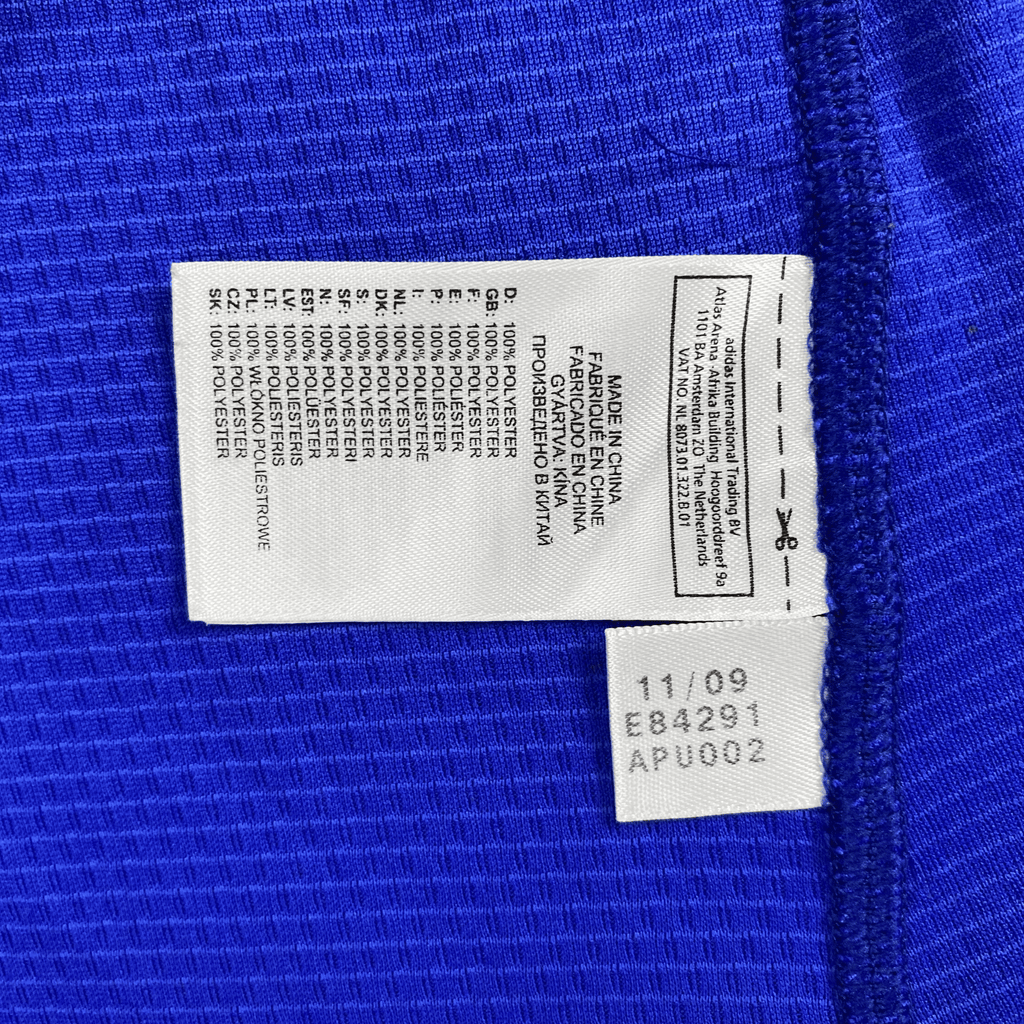 adidas International Trading BV
Atlas Arena Afrika Building Hoogoorddreef 9a
1101 BA Amsterdam ZO The Netherlands
VAT NO. NL 8073.01.322.B.01
MADE IN CHINA
FABRIQUÉ EN CHINE
FABRICADO EN CHINA
GYÁRTVA: KÍNA
ПРОИЗВЕДЕНО В КИТАЙ
D: 100% POLYESTER
GB: 100% POLYESTER
F: 100% POLYESTER
E: 100% POLIÉSTER
P: 100% POLIÉSTER
I: 100% POLIESTERE
NL: 100% POLYESTER
DK: 100% POLYESTER
S: 100% POLYESTER
SF: 100% POLYESTERI
N: 100% POLYESTER
EST: 100% POLÜESTER
LV: 100% POLIESTERIS
LT: 100% POLIESTERIS
PL: 100% WŁÓKNO POLIESTROWE
CZ: 100% POLYESTER
SK: 100% POLYESTER
11/09
E84291
APU002